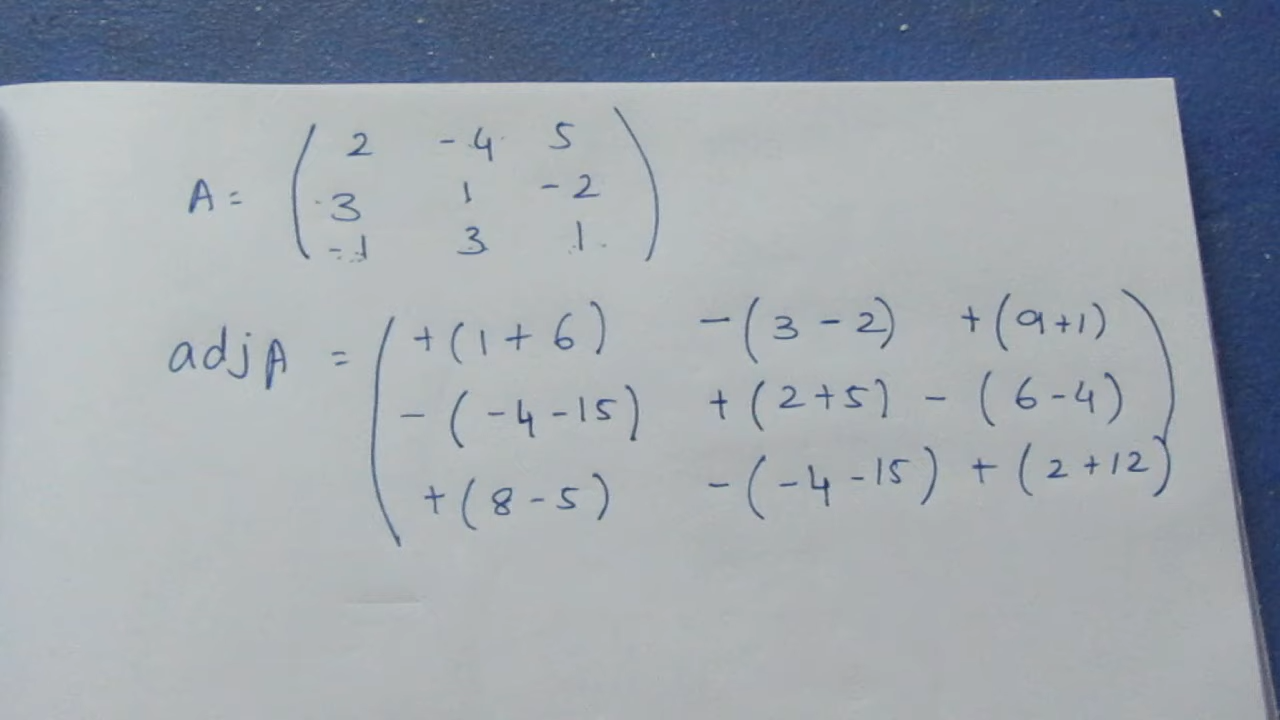 2 -4 5
A = 3 1 -2
-1 3 1
+(1+6) -(3-2) +(9+1)
adj A = -(-4-15) +(2+5) -(6-4)
+(8-5) -(-4-15) +(2+12)